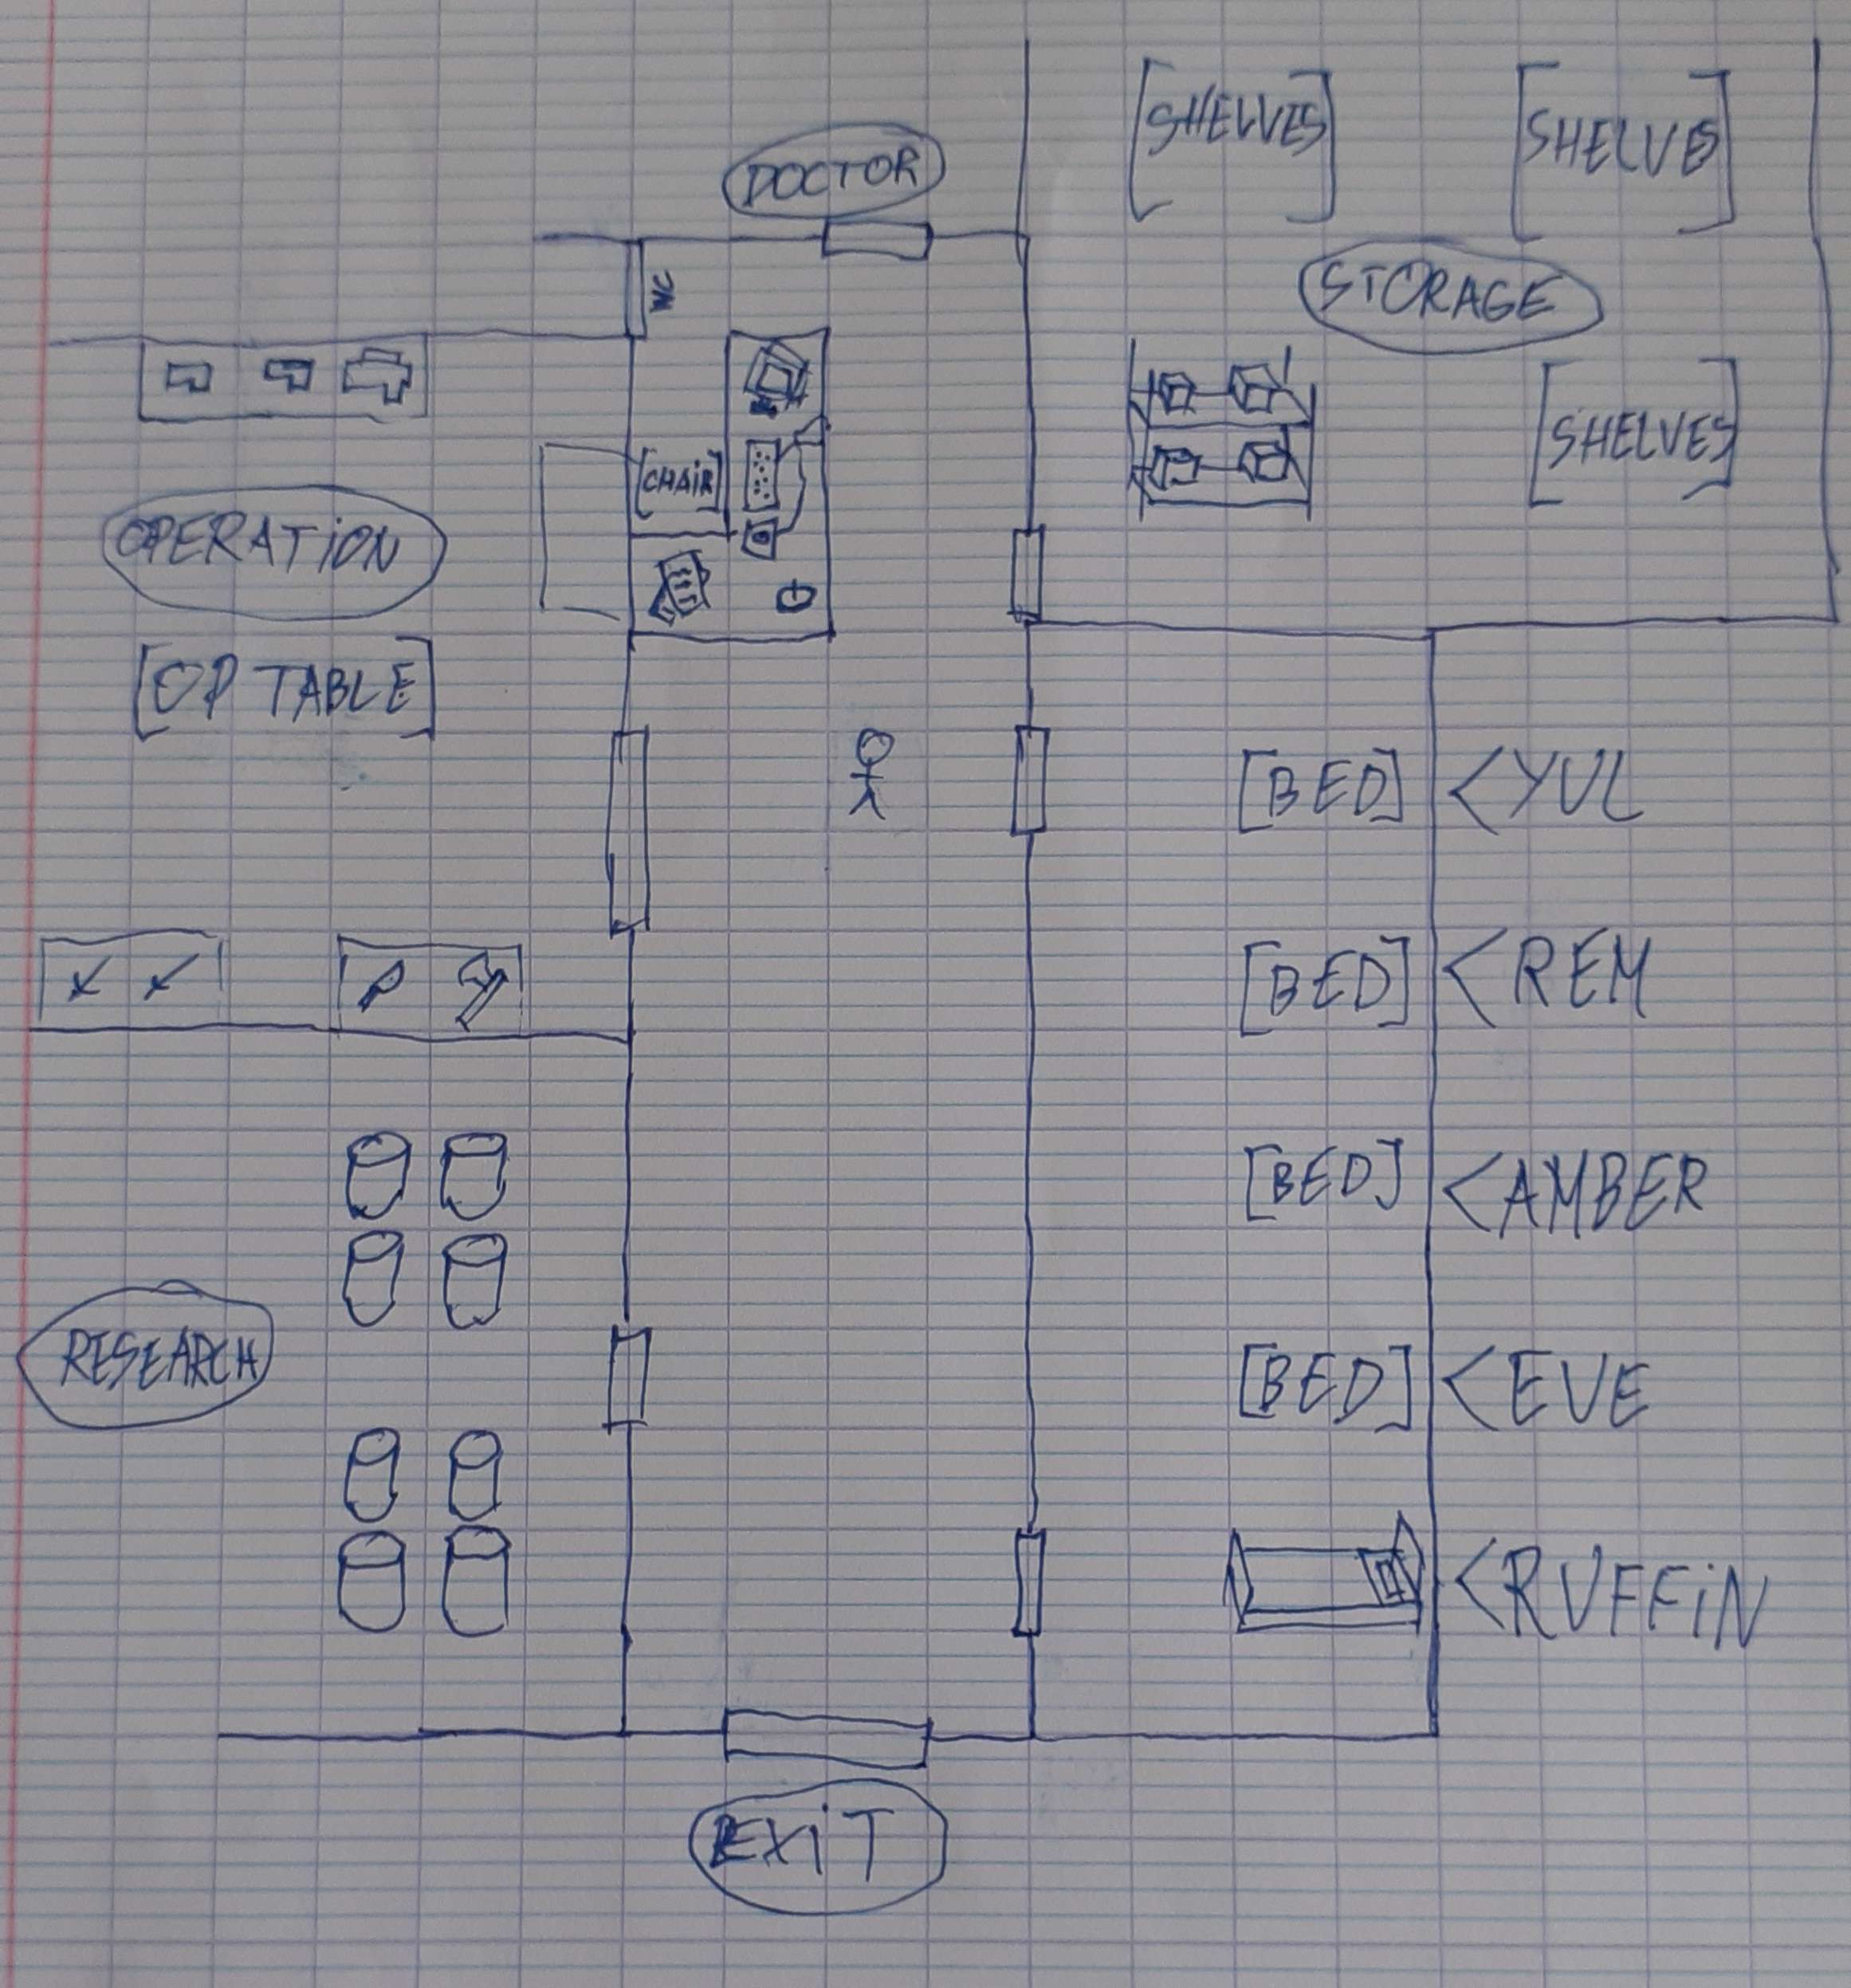 [SHELVES]
[SHELVES]
DOCTOR
WC
STORAGE
[CHAiR]
[SHELVES]
OPERATiON
[OP TABLE]
[BED] <YUL
[BED] <REM
[BED] <AMBER
RESEARCH
[BED] <EVE
<RUFFiN
EXiT